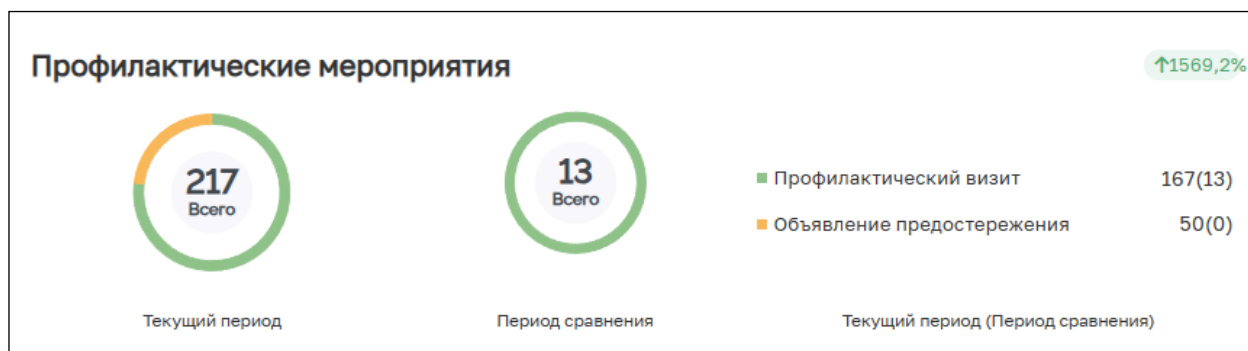 Профилактические мероприятия
↑1569,2%
217
Всего
13
Всего
Профилактический визит 167(13)
Объявление предостережения 50(0)
Текущий период
Период сравнения
Текущий период (Период сравнения)